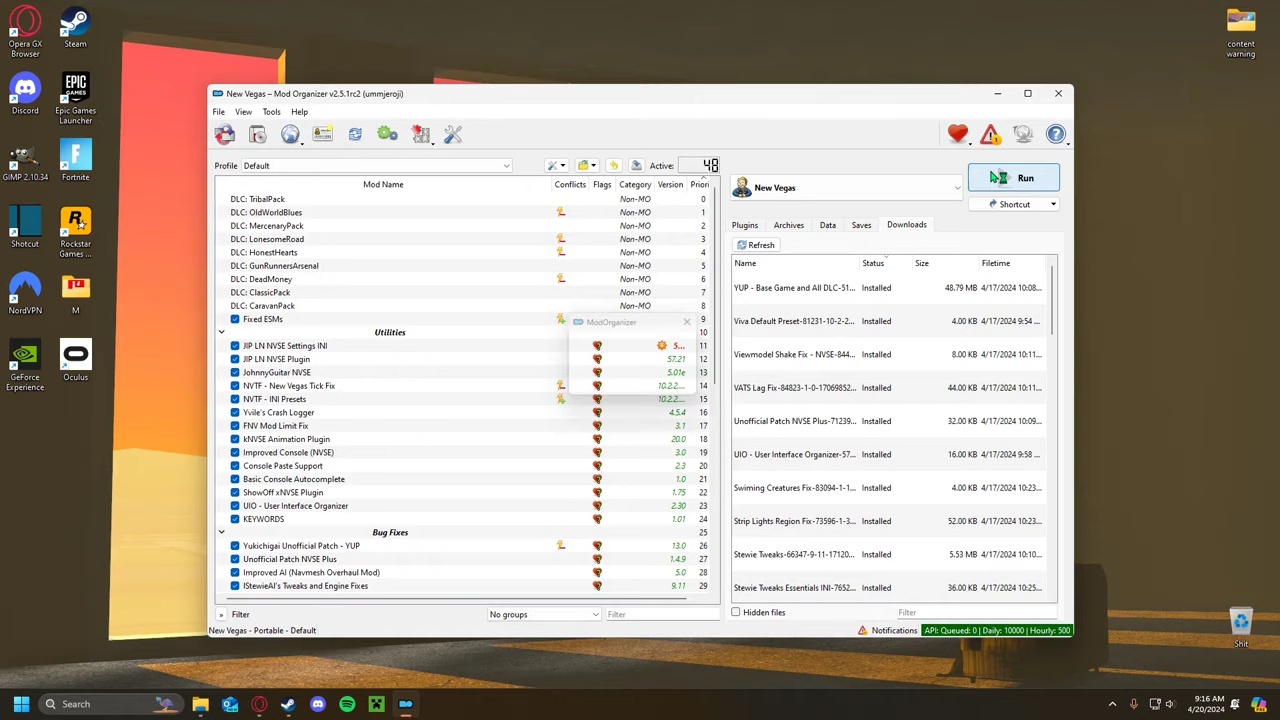 Opera GX
Browser
Steam
content
warning
Discord
EPIC
GAMES
Epic Games
Launcher
GIMP 2.10.34
Fortnite
Shotcut
Rockstar
Games ...
NordVPN
M
GeForce
Experience
Oculus
Shit
New Vegas – Mod Organizer v2.5.1rc2 (ummjeroji)
File View Tools Help
Profile Default
Active: 48
Mod Name Conflicts Flags Category Version Priori
DLC: TribalPack Non-MO 0
DLC: OldWorldBlues Non-MO 1
DLC: MercenaryPack Non-MO 2
DLC: LonesomeRoad Non-MO 3
DLC: HonestHearts Non-MO 4
DLC: GunRunnersArsenal Non-MO 5
DLC: DeadMoney Non-MO 6
DLC: ClassicPack Non-MO 7
DLC: CaravanPack Non-MO 8
Fixed ESMs 9
Utilities 10
JIP LN NVSE Settings INI 5... 11
JIP LN NVSE Plugin 57.21 12
JohnnyGuitar NVSE 5.01e 13
NVTF - New Vegas Tick Fix 10.2.2... 14
NVTF - INI Presets 10.2.2... 15
Yvile's Crash Logger 4.5.4 16
FNV Mod Limit Fix 3.1 17
kNVSE Animation Plugin 20.0 18
Improved Console (NVSE) 3.0 19
Console Paste Support 2.3 20
Basic Console Autocomplete 1.0 21
ShowOff xNVSE Plugin 1.75 22
UIO - User Interface Organizer 2.30 23
KEYWORDS 1.01 24
Bug Fixes 25
Yukichigai Unofficial Patch - YUP 13.0 26
Unofficial Patch NVSE Plus 1.4.9 27
Improved AI (Navmesh Overhaul Mod) 5.0 28
lStewieAl's Tweaks and Engine Fixes 9.11 29
ModOrganizer
» Filter No groups Filter
New Vegas - Portable - Default
New Vegas
Run
Shortcut
Plugins Archives Data Saves Downloads
Refresh
Name Status Size Filetime
YUP - Base Game and All DLC-51... Installed 48.79 MB 4/17/2024 10:08...
Viva Default Preset-81231-10-2-2... Installed 4.00 KB 4/17/2024 9:54 ...
Viewmodel Shake Fix - NVSE-844... Installed 8.00 KB 4/17/2024 10:11...
VATS Lag Fix-84823-1-0-17069852... Installed 44.00 KB 4/17/2024 10:11...
Unofficial Patch NVSE Plus-71239... Installed 32.00 KB 4/17/2024 10:09...
UIO - User Interface Organizer-57... Installed 16.00 KB 4/17/2024 9:58 ...
Swiming Creatures Fix-83094-1-1... Installed 4.00 KB 4/17/2024 10:23...
Strip Lights Region Fix-73596-1-3... Installed 52.00 KB 4/17/2024 10:23...
Stewie Tweaks-66347-9-11-17120... Installed 5.53 MB 4/17/2024 10:10...
Stewie Tweaks Essentials INI-7652... Installed 36.00 KB 4/17/2024 10:25...
Hidden files Filter
Notifications API: Queued: 0 | Daily: 10000 | Hourly: 500
Search
9:16 AM
4/20/2024